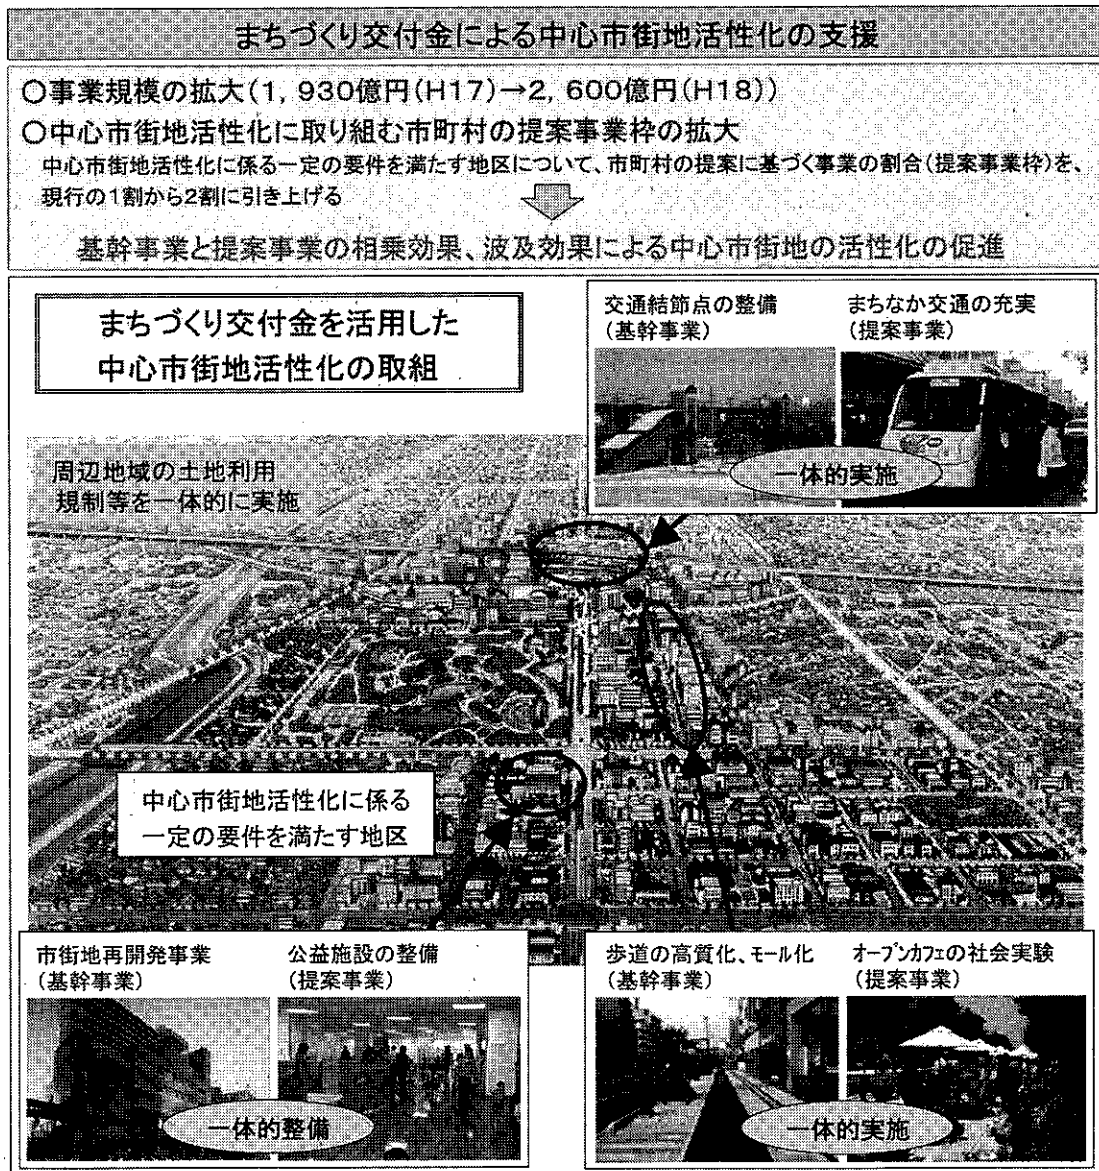 まちづくり交付金による中心市街地活性化の支援
○事業規模の拡大(1, 930億円(H17)→2, 600億円(H18))
○中心市街地活性化に取り組む市町村の提案事業枠の拡大
中心市街地活性化に係る一定の要件を満たす地区について、市町村の提案に基づく事業の割合(提案事業枠)を、
現行の1割から2割に引き上げる
基幹事業と提案事業の相乗効果、波及効果による中心市街地の活性化の促進
まちづくり交付金を活用した
中心市街地活性化の取組
交通結節点の整備
(基幹事業)
まちなか交通の充実
(提案事業)
一体的実施
周辺地域の土地利用
規制等を一体的に実施
中心市街地活性化に係る
一定の要件を満たす地区
市街地再開発事業
(基幹事業)
公益施設の整備
(提案事業)
一体的整備
歩道の高質化、モール化
(基幹事業)
オープンカフェの社会実験
(提案事業)
一体的実施